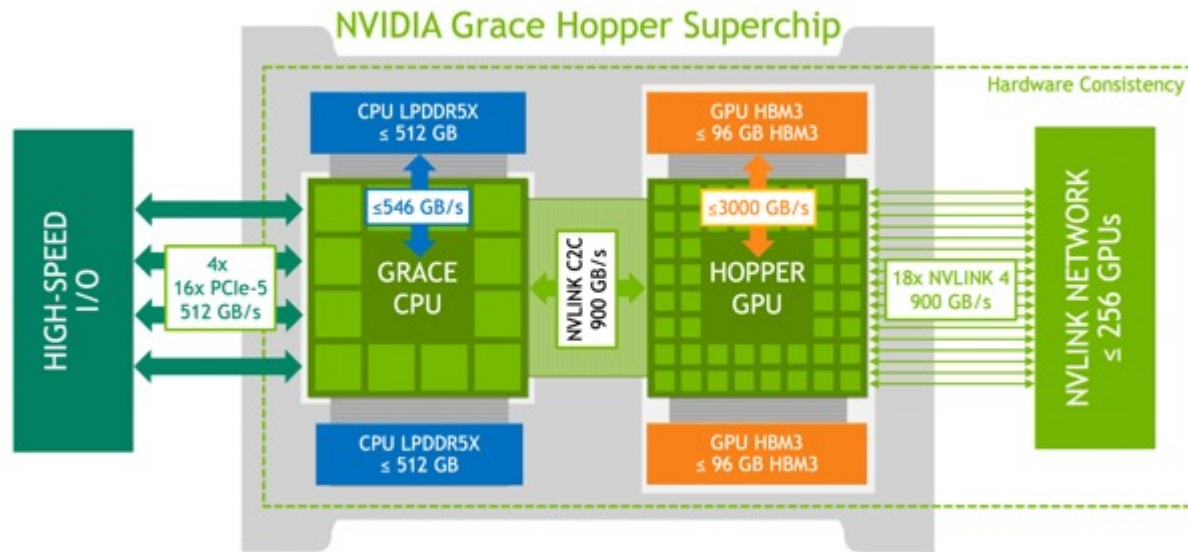 NVIDIA Grace Hopper Superchip
Hardware Consistency
CPU LPDDR5X
≤ 512 GB
GPU HBM3
≤ 96 GB HBM3
HIGH-SPEED
I/O
4x
16x PCIe-5
512 GB/s
≤546 GB/s
GRACE
CPU
NVLINK C2C
900 GB/s
≤3000 GB/s
HOPPER
GPU
18x NVLINK 4
900 GB/s
NVLINK NETWORK
≤ 256 GPUs
CPU LPDDR5X
≤ 512 GB
GPU HBM3
≤ 96 GB HBM3